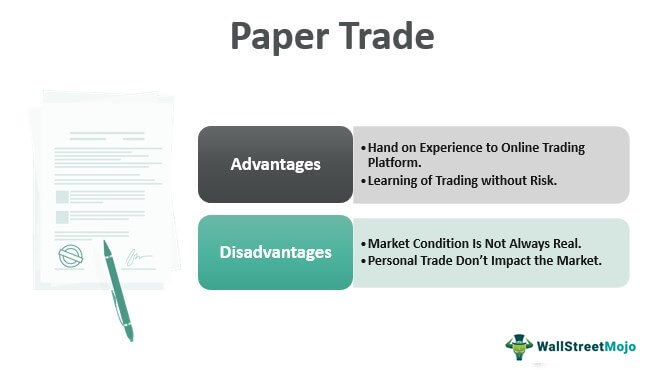 Paper Trade
Advantages
•Hand on Experience to Online Trading
Platform.
•Learning of Trading without Risk.
Disadvantages
•Market Condition Is Not Always Real.
•Personal Trade Don’t Impact the Market.
WallStreetMojo